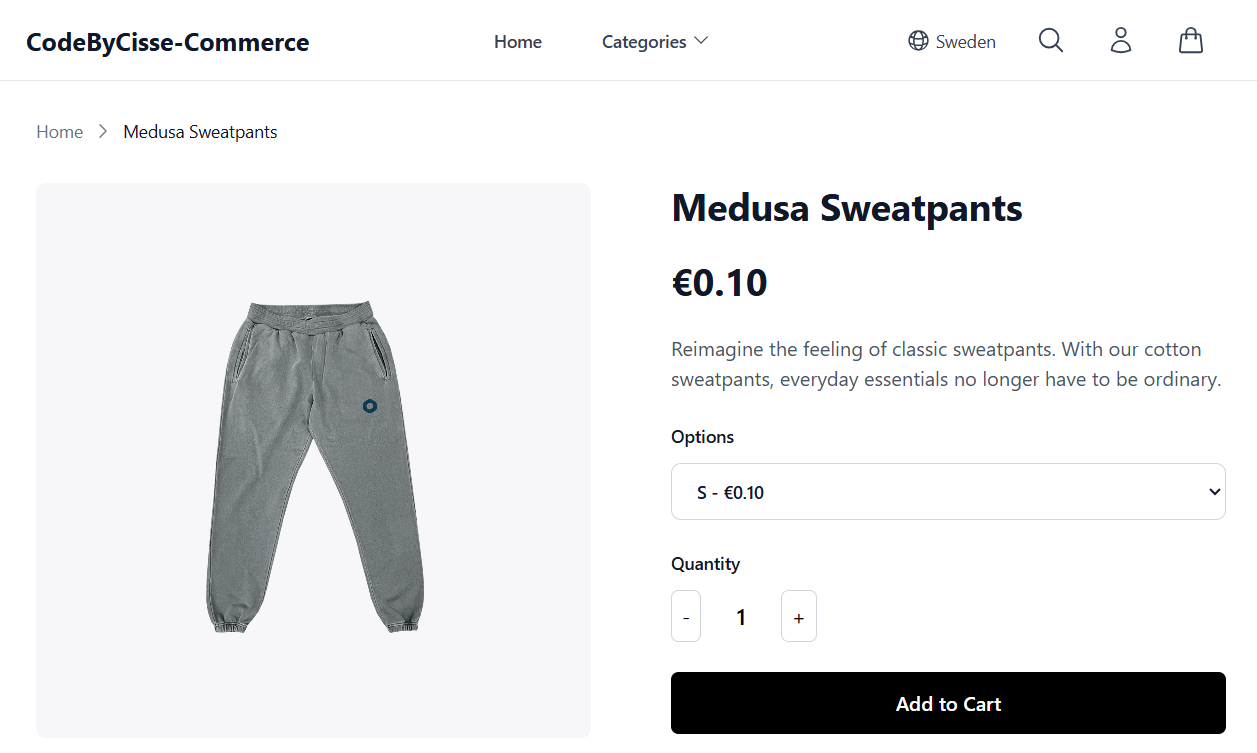 CodeByCisse-Commerce
Home
Categories
Sweden
Home
Medusa Sweatpants
Medusa Sweatpants
€0.10
Reimagine the feeling of classic sweatpants. With our cotton
sweatpants, everyday essentials no longer have to be ordinary.
Options
S - €0.10
Quantity
- 1 +
Add to Cart